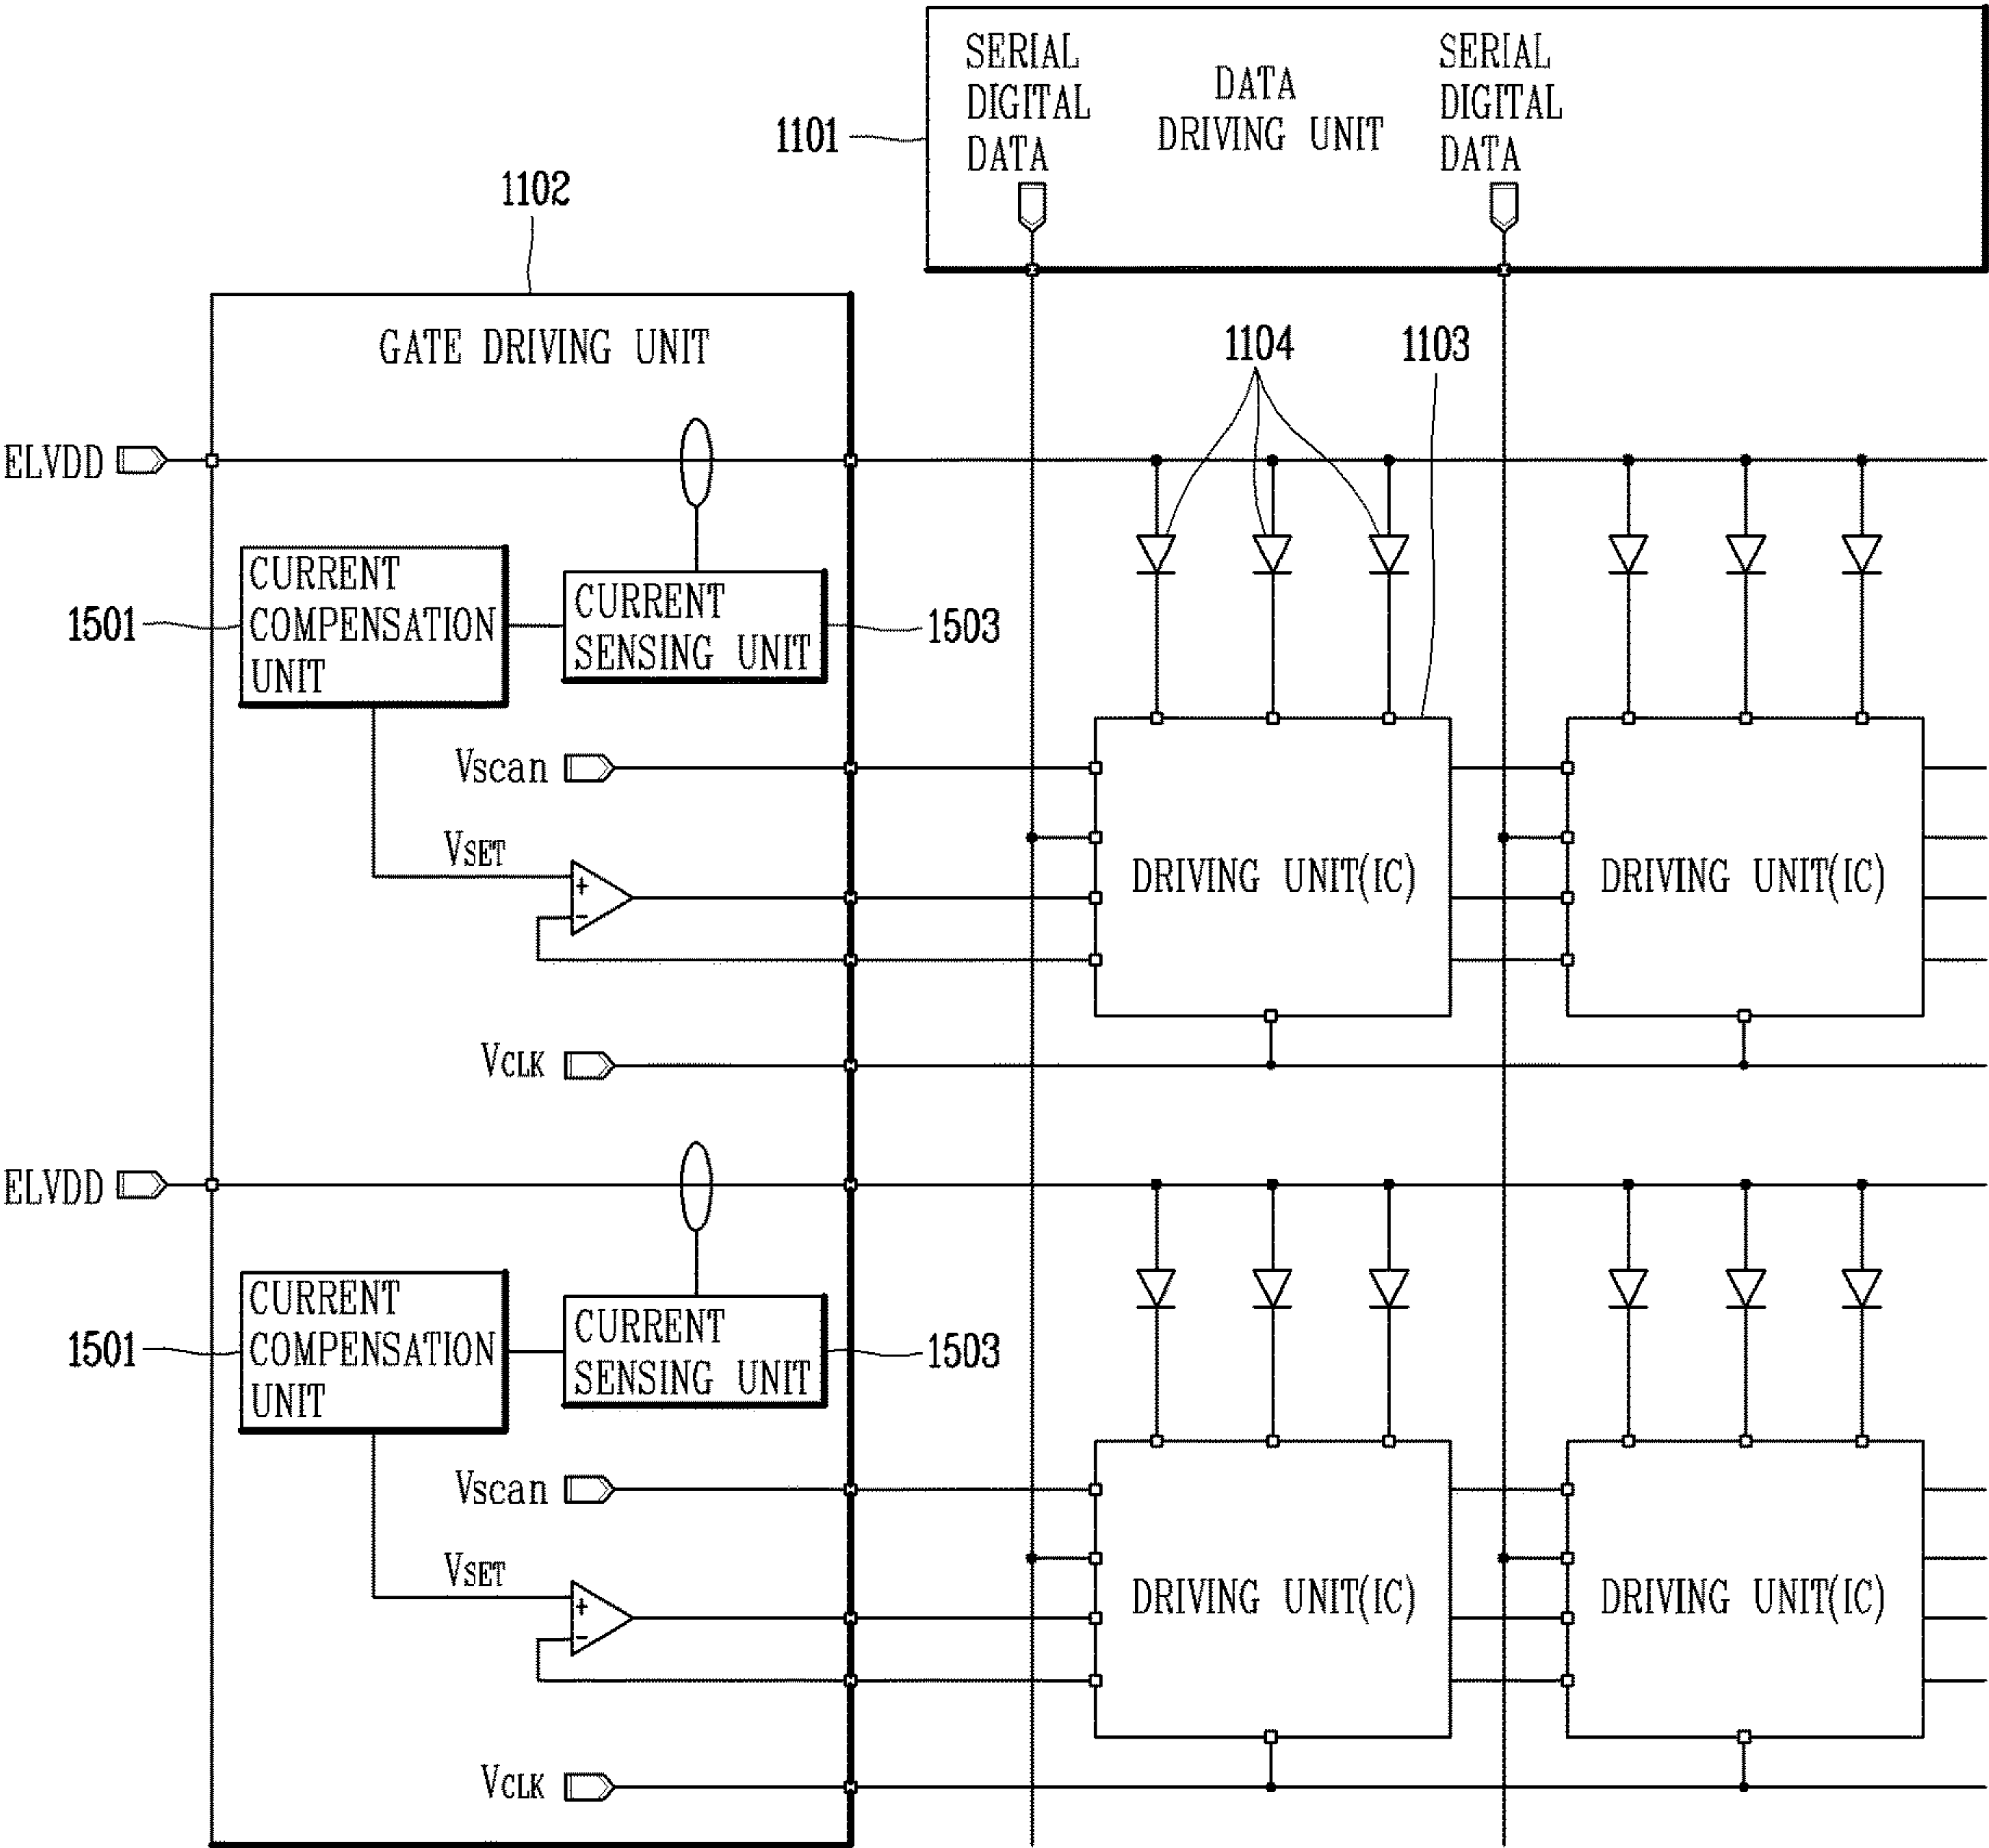 SERIAL
DIGITAL
DATA
DATA
DRIVING UNIT
SERIAL
DIGITAL
DATA
1101
1102
GATE DRIVING UNIT
1104
1103
ELVDD
CURRENT
COMPENSATION
UNIT
1501
CURRENT
SENSING UNIT
1503
Vscan
VSET
+
-
DRIVING UNIT(IC)
DRIVING UNIT(IC)
VCLK
ELVDD
CURRENT
COMPENSATION
UNIT
1501
CURRENT
SENSING UNIT
1503
Vscan
VSET
+
-
DRIVING UNIT(IC)
DRIVING UNIT(IC)
VCLK